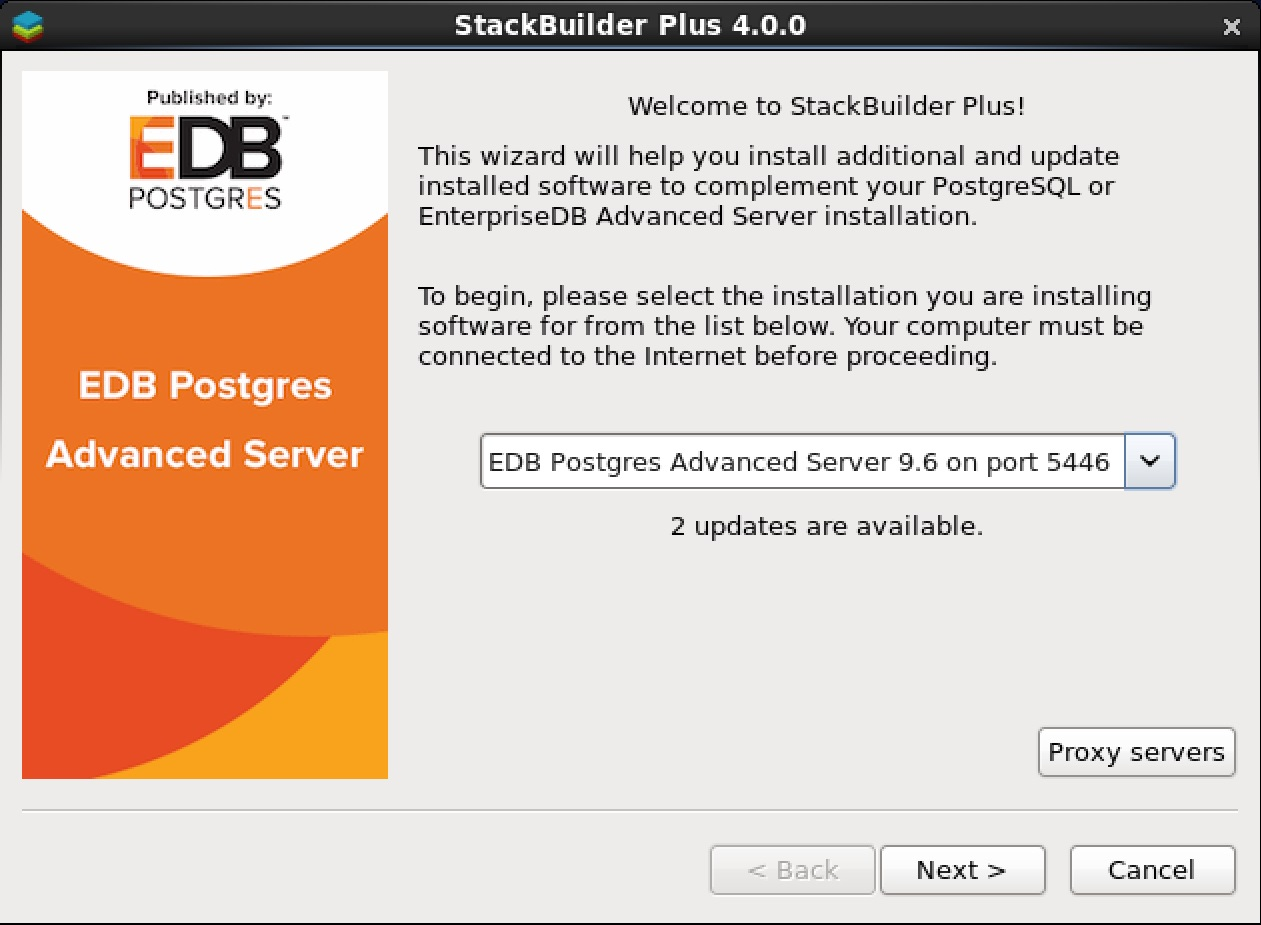 StackBuilder Plus 4.0.0
Published by:
EDB™
POSTGRES
EDB Postgres
Advanced Server
Welcome to StackBuilder Plus!
This wizard will help you install additional and update
installed software to complement your PostgreSQL or
EnterpriseDB Advanced Server installation.
To begin, please select the installation you are installing
software for from the list below. Your computer must be
connected to the Internet before proceeding.
EDB Postgres Advanced Server 9.6 on port 5446
2 updates are available.
Proxy servers
< Back
Next >
Cancel